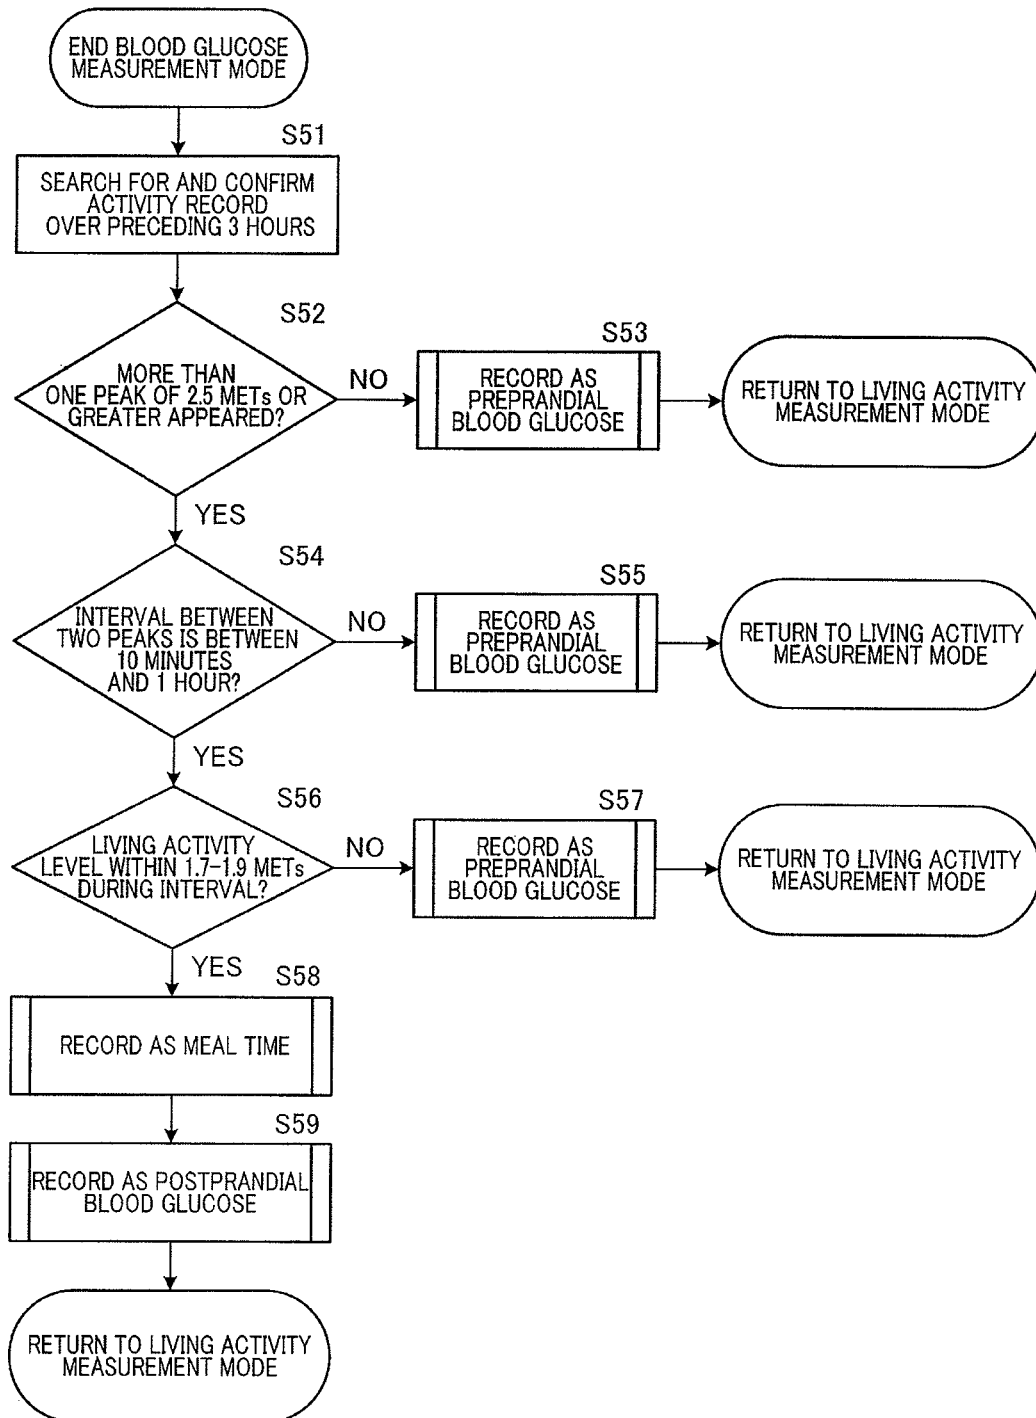 END BLOOD GLUCOSE
MEASUREMENT MODE
S51
SEARCH FOR AND CONFIRM
ACTIVITY RECORD
OVER PRECEDING 3 HOURS
S52
MORE THAN
ONE PEAK OF 2.5 METs OR
GREATER APPEARED?
NO
S53
RECORD AS
PREPRANDIAL
BLOOD GLUCOSE
RETURN TO LIVING ACTIVITY
MEASUREMENT MODE
YES
S54
INTERVAL BETWEEN
TWO PEAKS IS BETWEEN
10 MINUTES
AND 1 HOUR?
NO
S55
RECORD AS
PREPRANDIAL
BLOOD GLUCOSE
RETURN TO LIVING ACTIVITY
MEASUREMENT MODE
YES
S56
LIVING ACTIVITY
LEVEL WITHIN 1.7-1.9 METs
DURING INTERVAL?
NO
S57
RECORD AS
PREPRANDIAL
BLOOD GLUCOSE
RETURN TO LIVING ACTIVITY
MEASUREMENT MODE
YES
S58
RECORD AS MEAL TIME
S59
RECORD AS POSTPRANDIAL
BLOOD GLUCOSE
RETURN TO LIVING ACTIVITY
MEASUREMENT MODE